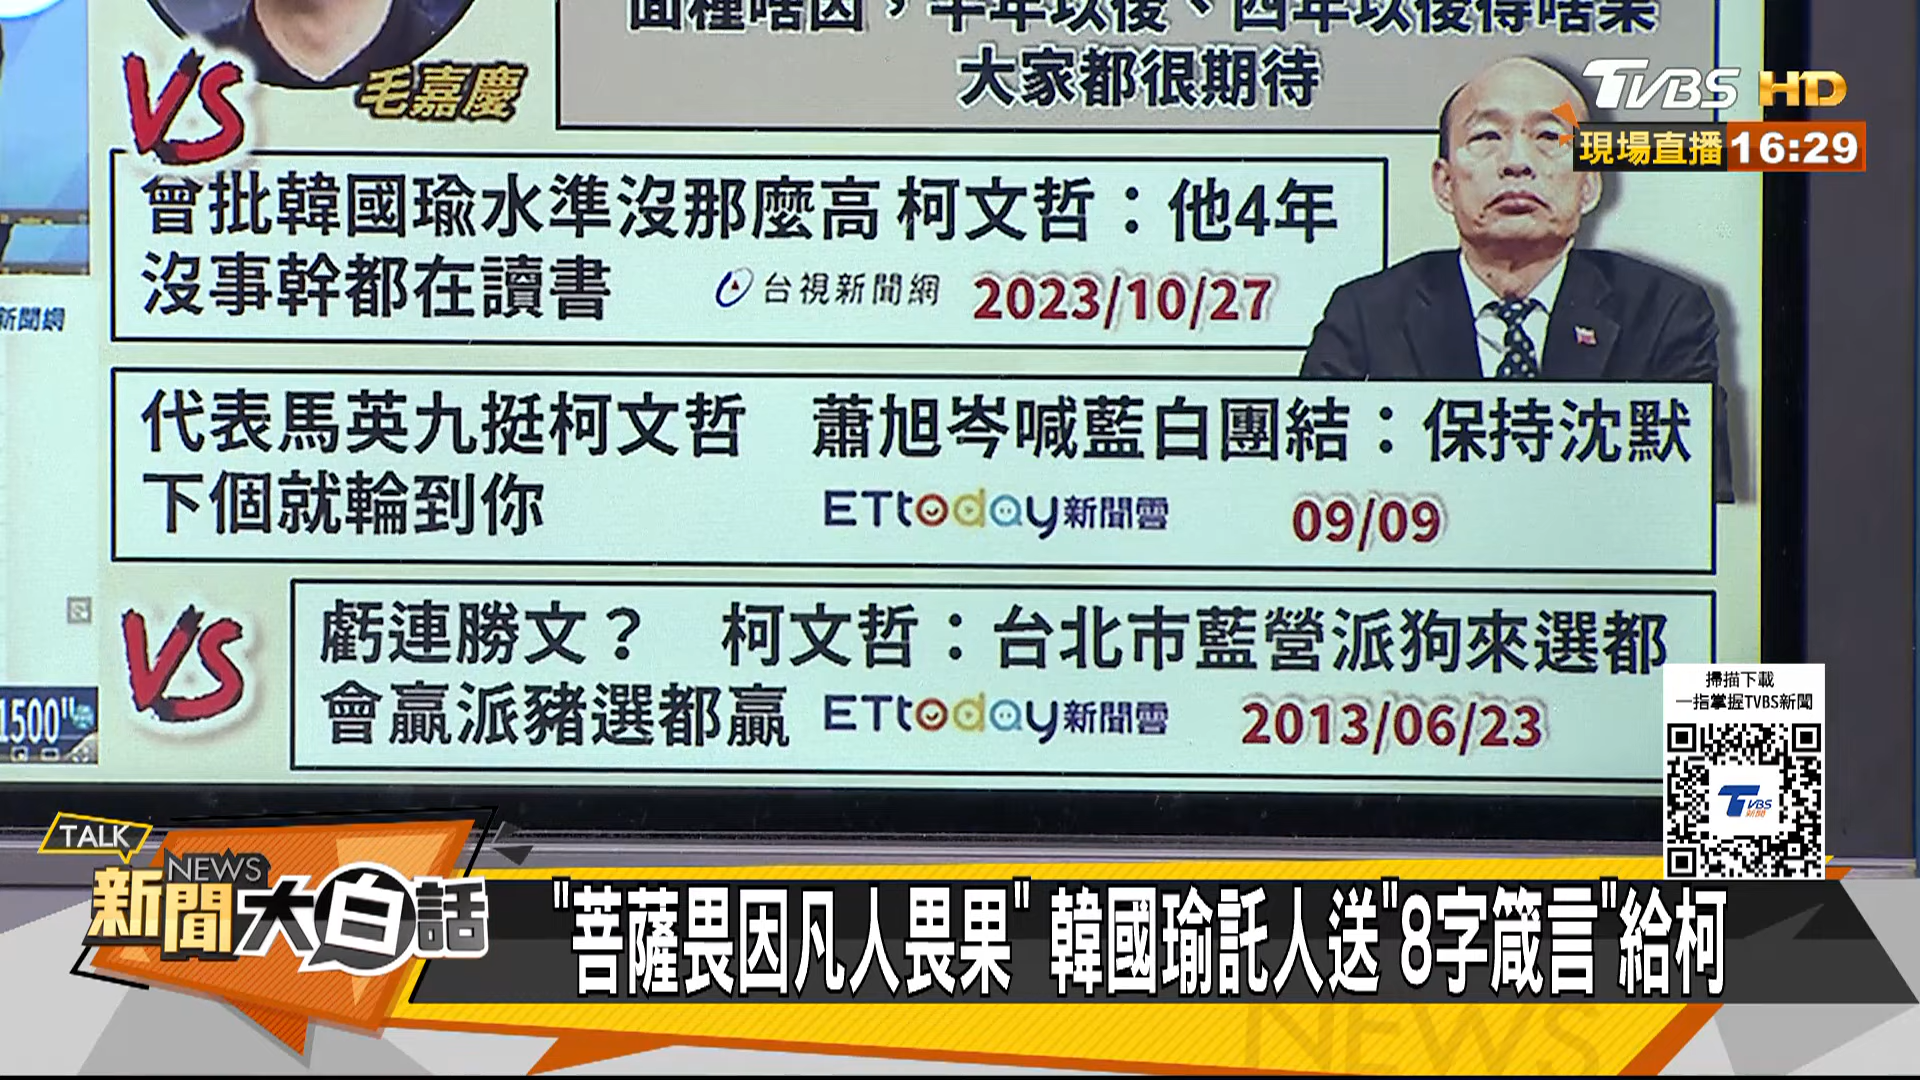 面種啥因，半年以後、四年以後得啥果
大家都很期待
毛嘉慶
VS
TVBS HD
現場直播 16:29
曾批韓國瑜水準沒那麼高 柯文哲：他4年
沒事幹都在讀書
台視新聞網 2023/10/27
代表馬英九挺柯文哲　蕭旭岑喊藍白團結：保持沈默
下個就輪到你
ETtoday新聞雲 09/09
新聞網
VS
虧連勝文？　柯文哲：台北市藍營派狗來選都
會贏派豬選都贏
ETtoday新聞雲 2013/06/23
1500"
掃描下載
一指掌握TVBS新聞
TVBS
新聞
TALK
NEWS
新聞大白話
"菩薩畏因凡人畏果" 韓國瑜託人送"8字箴言"給柯
NEWS